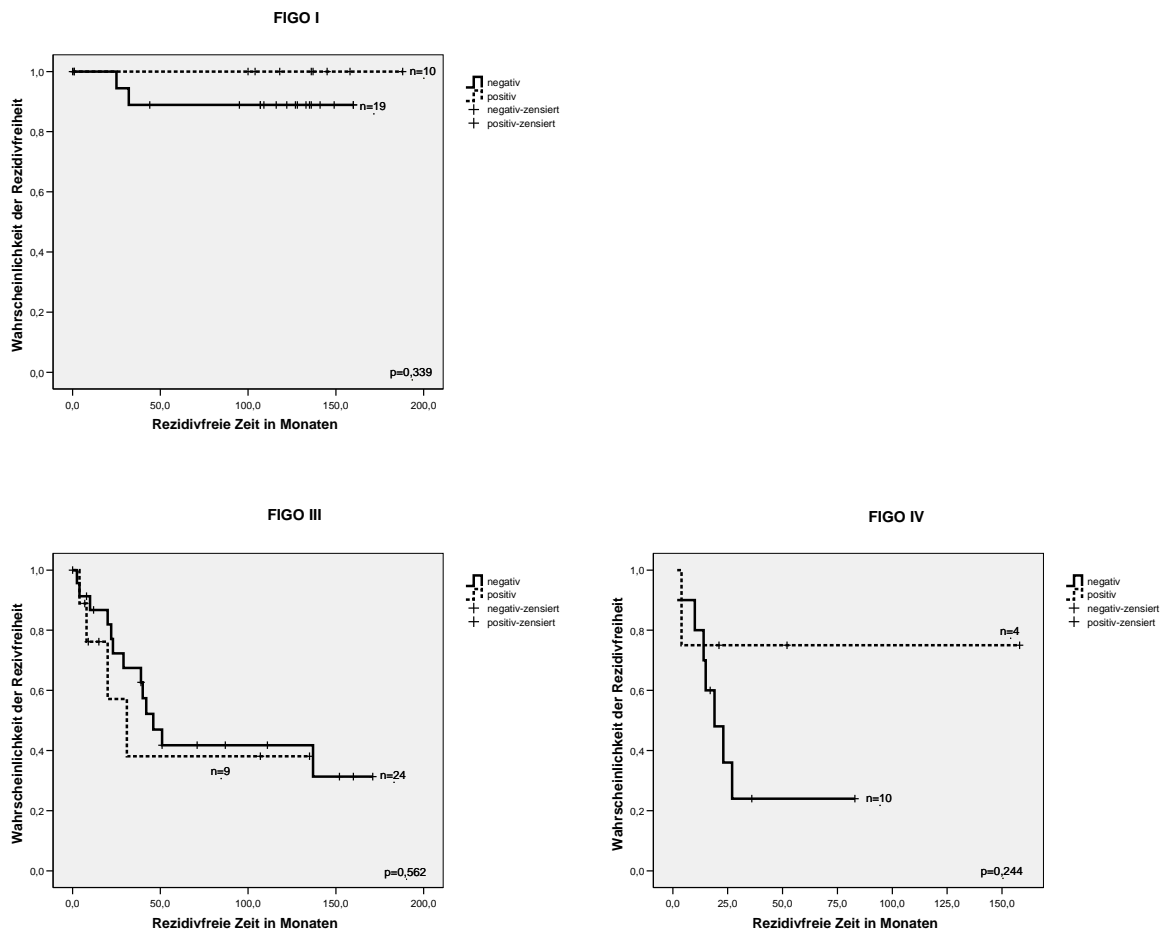 FIGO I
Wahrscheinlichkeit der Rezidivfreiheit
1,0
0,8
0,6
0,4
0,2
0,0
n=10
n=19
p=0,339
0,0 50,0 100,0 150,0 200,0
Rezidivfreie Zeit in Monaten
negativ
positiv
negativ-zensiert
positiv-zensiert
FIGO III
Wahrscheinlichkeit der Rezivfreiheit
1,0
0,8
0,6
0,4
0,2
0,0
n=9
n=24
p=0,562
0,0 50,0 100,0 150,0 200,0
Rezidivfreie Zeit in Monaten
negativ
positiv
negativ-zensiert
positiv-zensiert
FIGO IV
Wahrscheinlichkeit der Rezidivfreiheit
1,0
0,8
0,6
0,4
0,2
0,0
n=4
n=10
p=0,244
0,0 25,0 50,0 75,0 100,0 125,0 150,0
Rezidivfreie Zeit in Monaten
negativ
positiv
negativ-zensiert
positiv-zensiert